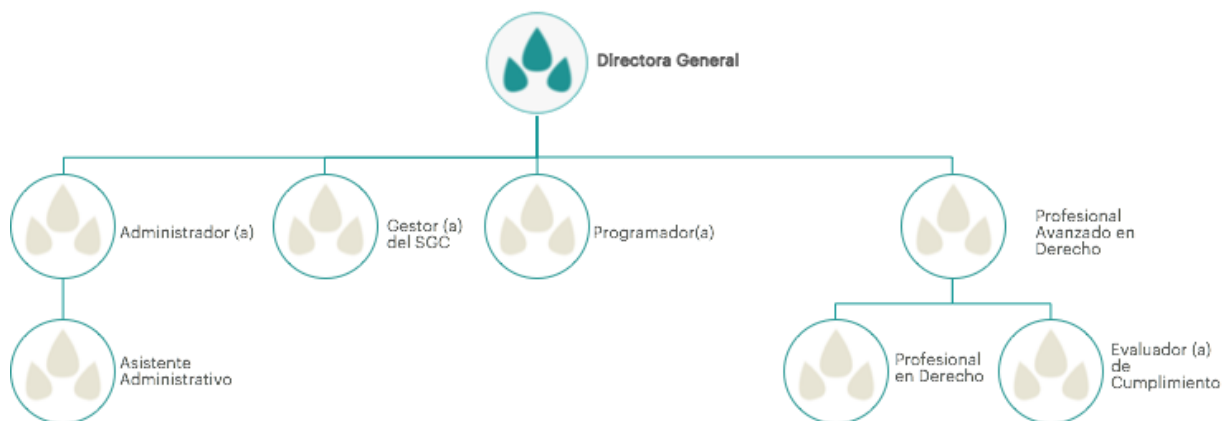 Directora General
Administrador (a)
Gestor (a)
del SGC
Programador(a)
Profesional
Avanzado en
Derecho
Asistente
Administrativo
Profesional
en Derecho
Evaluador (a)
de
Cumplimiento